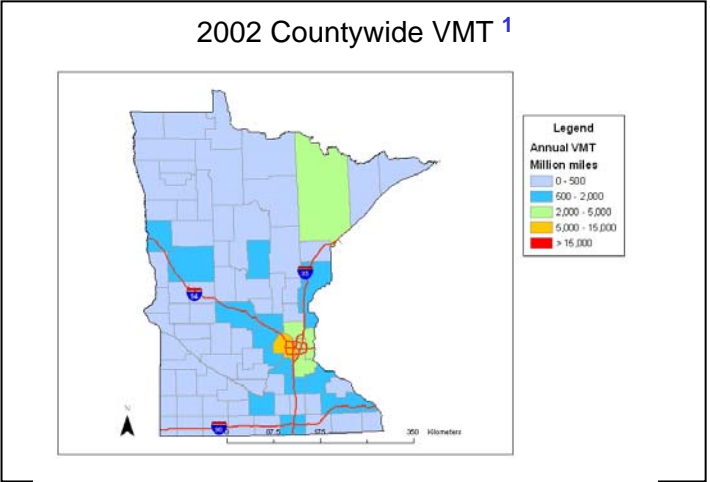 2002 Countywide VMT 1
Legend
Annual VMT
Million miles
0 - 500
500 - 2,000
2,000 - 5,000
5,000 - 15,000
> 15,000
35
94
90
N
87.5
175
350
Kilometers